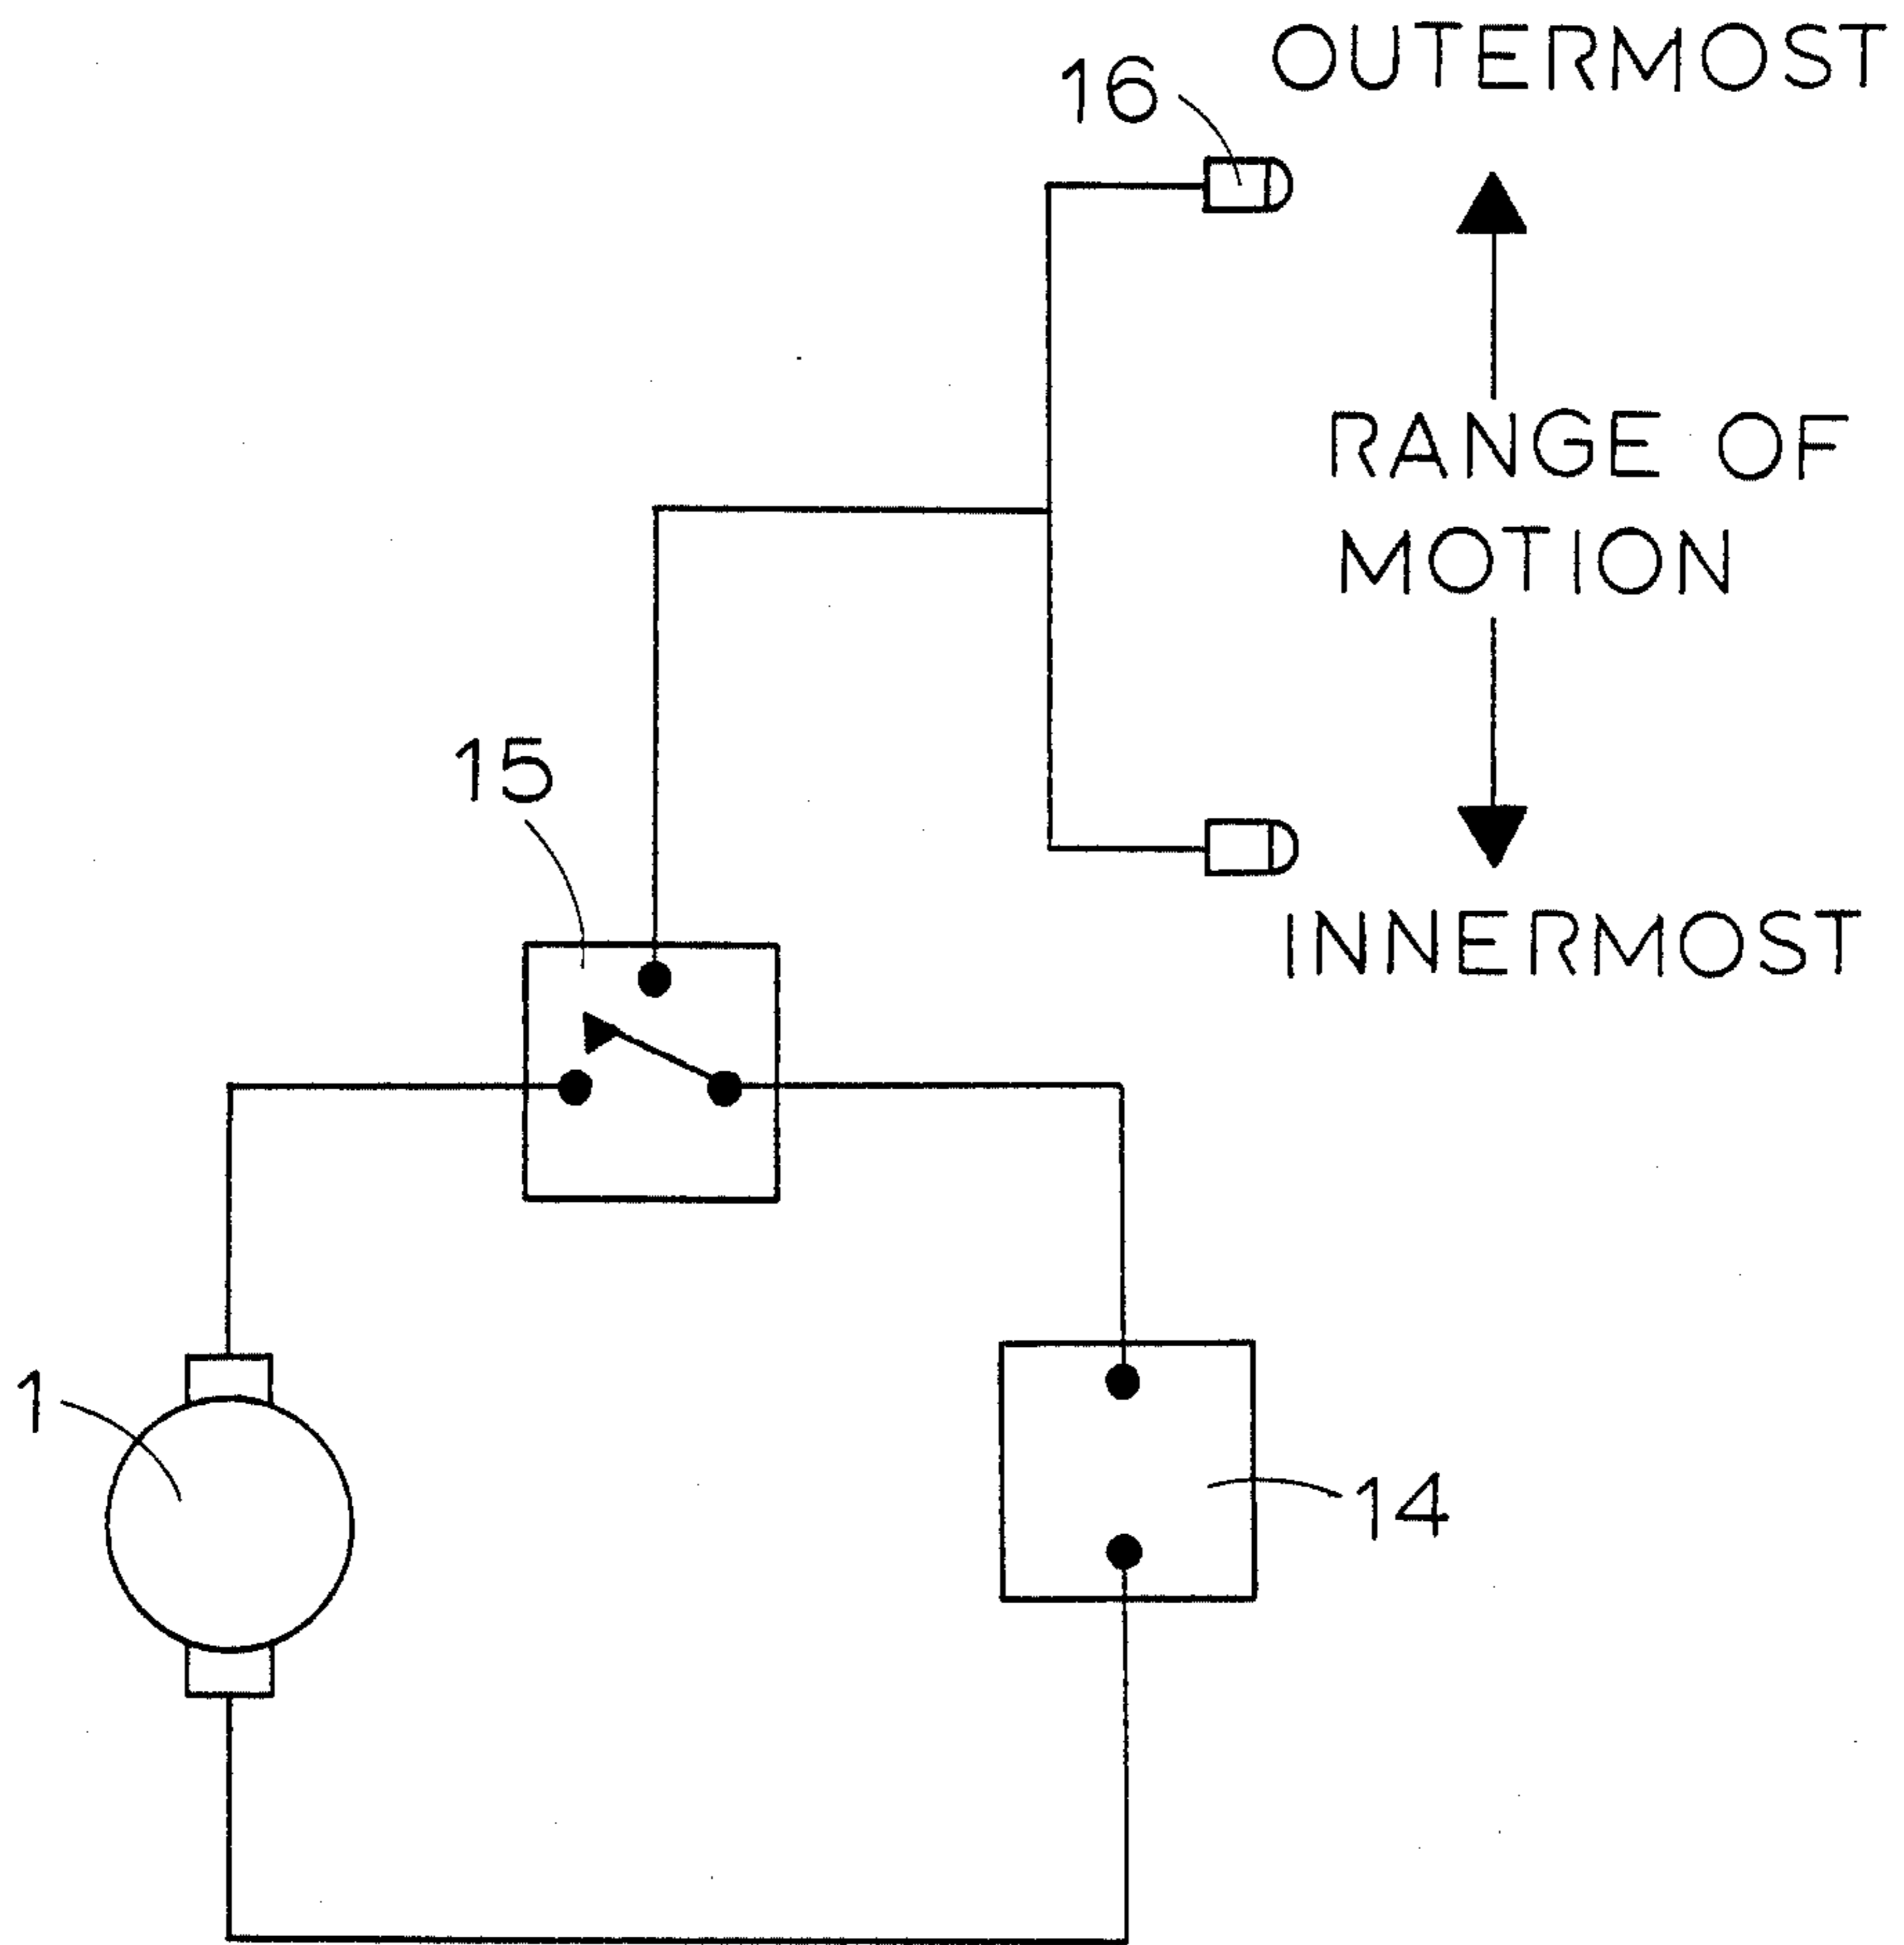 OUTERMOST
16
RANGE OF
MOTION
15
INNERMOST
1
14